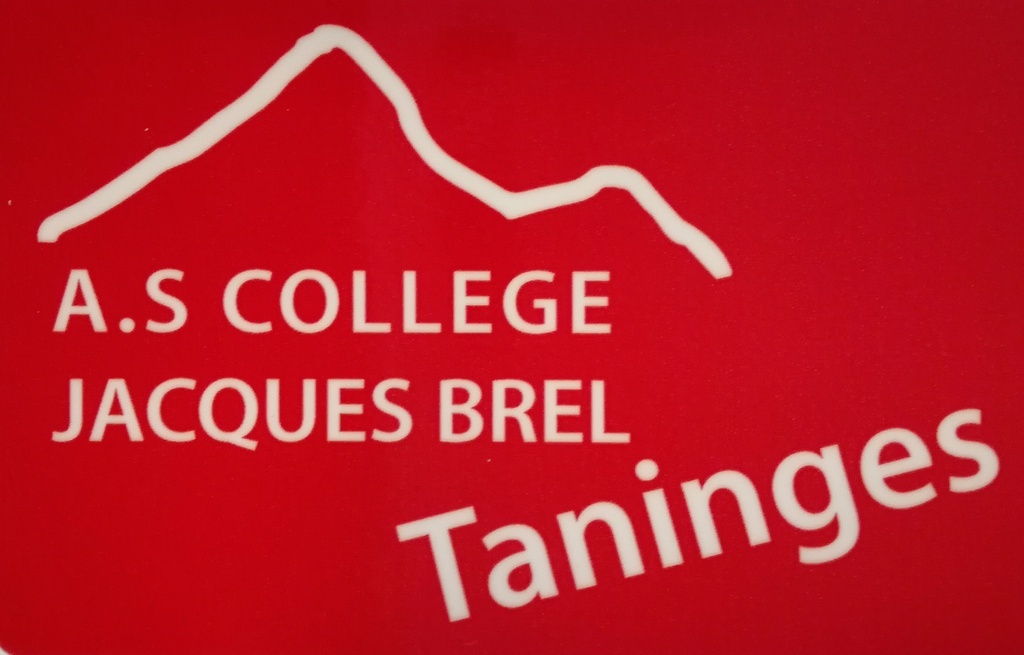 A.S COLLEGE
JACQUES BREL
Taninges